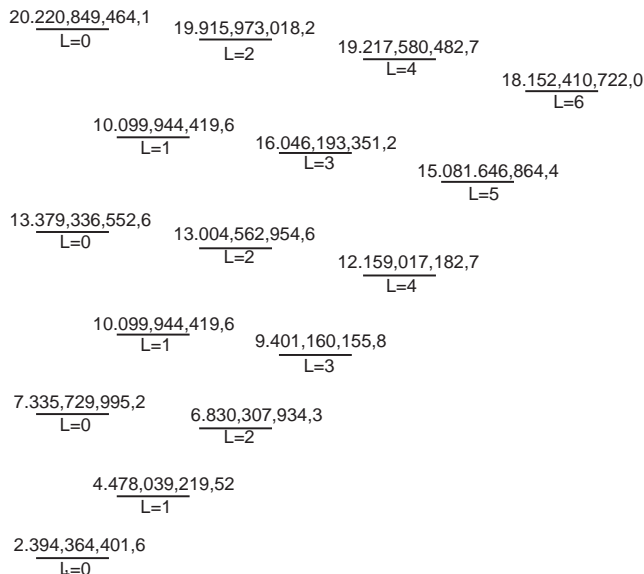 20.220,849,464,1
L=0
19.915,973,018,2
L=2
19.217,580,482,7
L=4
18.152,410,722,0
L=6
10.099,944,419,6
L=1
16.046,193,351,2
L=3
15.081.646,864,4
L=5
13.379,336,552,6
L=0
13.004,562,954,6
L=2
12.159,017,182,7
L=4
10.099,944,419,6
L=1
9.401,160,155,8
L=3
7.335,729,995,2
L=0
6.830,307,934,3
L=2
4.478,039,219,52
L=1
2.394,364,401,6
L=0